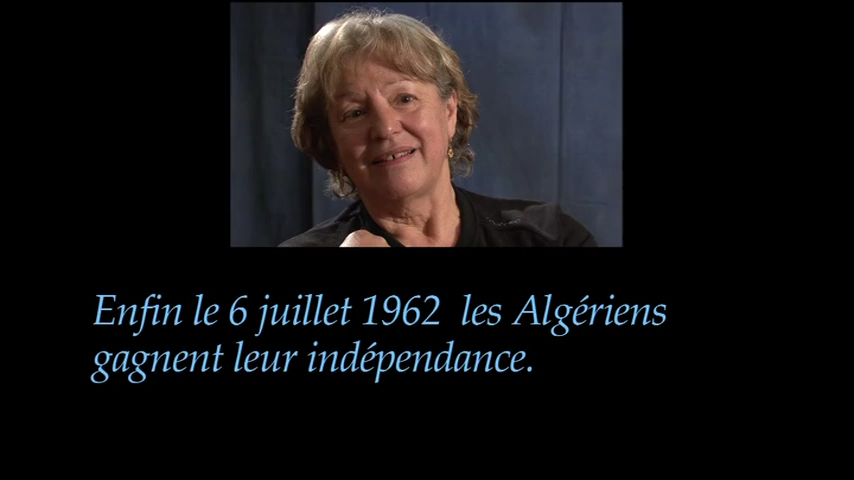 Enfin le 6 juillet 1962 les Algériens
gagnent leur indépendance.